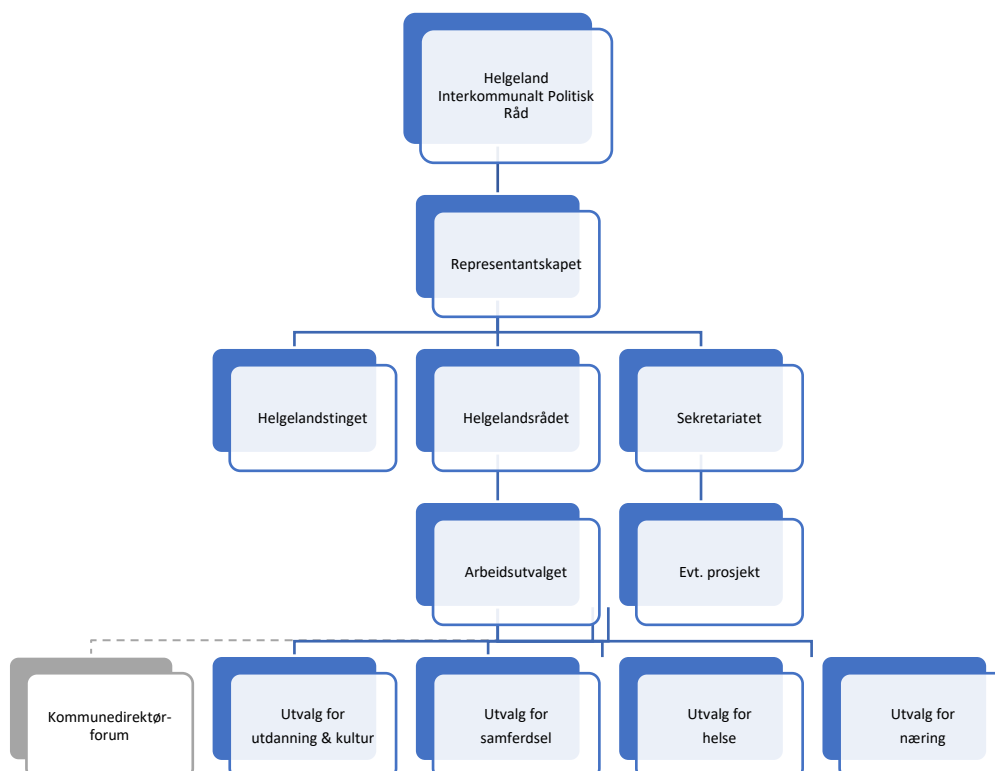 Helgeland
Interkommunalt Politisk
Råd
Representantskapet
Helgelandstinget
Helgelandsrådet
Sekretariatet
Arbeidsutvalget
Evt. prosjekt
Kommunedirektør-
forum
Utvalg for
utdanning & kultur
Utvalg for
samferdsel
Utvalg for
helse
Utvalg for
næring